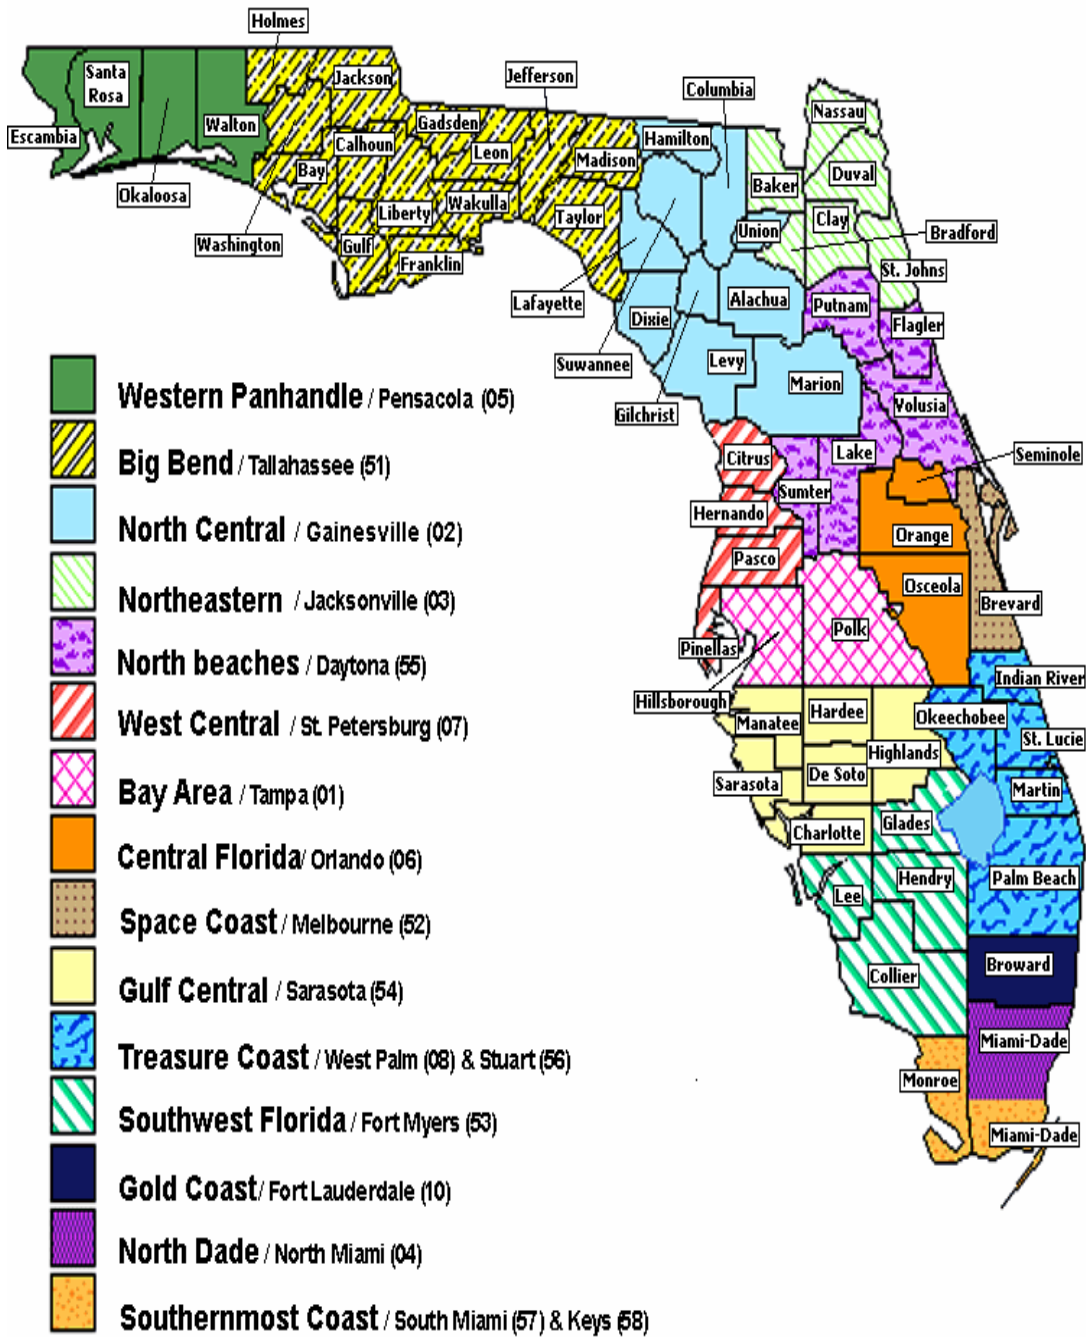 Holmes
Jackson
Jefferson
Columbia
Santa
Rosa
Nassau
Escambia
Walton
Gadsden
Hamilton
Calhoun
Leon
Madison
Duval
Bay
Baker
Okaloosa
Liberty
Wakulla
Taylor
Clay
Union
Bradford
Washington
Gulf
Franklin
St. Johns
Lafayette
Alachua
Putnam
Dixie
Flagler
Suwannee
Levy
Marion
Gilchrist
Volusia
Citrus
Lake
Seminole
Sumter
Hernando
Orange
Pasco
Osceola
Brevard
Polk
Pinellas
Indian River
Hillsborough
Hardee
Okeechobee
Manatee
St. Lucie
Highlands
De Soto
Sarasota
Martin
Glades
Charlotte
Hendry
Palm Beach
Lee
Broward
Collier
Miami-Dade
Monroe
Miami-Dade
Western Panhandle / Pensacola (05)
Big Bend / Tallahassee (51)
North Central / Gainesville (02)
Northeastern / Jacksonville (03)
North beaches / Daytona (55)
West Central / St. Petersburg (07)
Bay Area / Tampa (01)
Central Florida/ Orlando (06)
Space Coast / Melbourne (52)
Gulf Central / Sarasota (54)
Treasure Coast / West Palm (08) & Stuart (56)
Southwest Florida / Fort Myers (53)
Gold Coast/ Fort Lauderdale (10)
North Dade / North Miami (04)
Southernmost Coast / South Miami (57) & Keys (58)